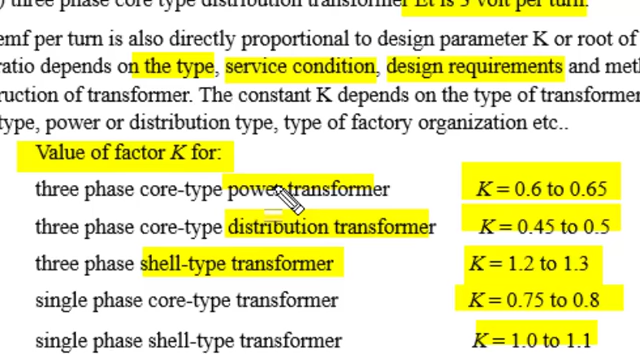 ) three phase core type distribution transformer Et is 5 volt per turn.
emf per turn is also directly proportional to design parameter K or root of
ratio depends on the type, service condition, design requirements and meth
ruction of transformer. The constant K depends on the type of transformer
type, power or distribution type, type of factory organization etc..
Value of factor K for:
three phase core-type power transformer K = 0.6 to 0.65
three phase core-type distribution transformer K = 0.45 to 0.5
three phase shell-type transformer K = 1.2 to 1.3
single phase core-type transformer K = 0.75 to 0.8
single phase shell-type transformer K = 1.0 to 1.1